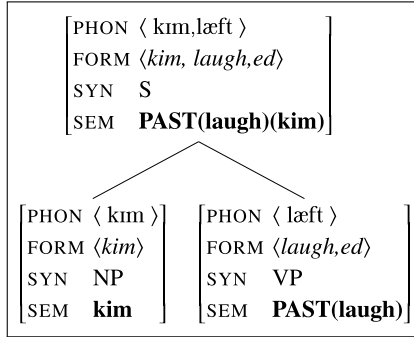 PHON ⟨ kɪm,læft ⟩
FORM ⟨kim, laugh,ed⟩
SYN S
SEM PAST(laugh)(kim)
PHON ⟨ kɪm ⟩
FORM ⟨kim⟩
SYN NP
SEM kim
PHON ⟨ læft ⟩
FORM ⟨laugh,ed⟩
SYN VP
SEM PAST(laugh)